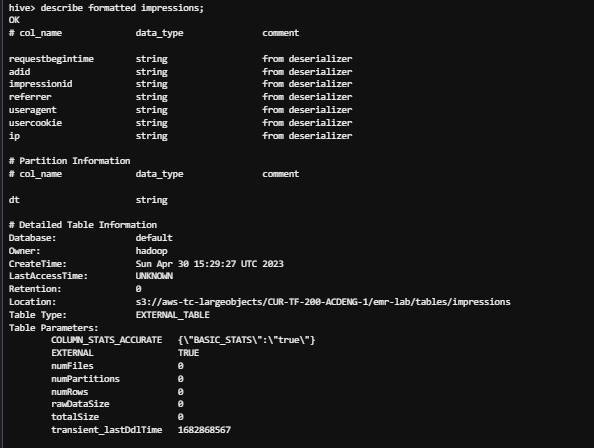 hive> describe formatted impressions;
OK
# col_name data_type comment
requestbegintime string from deserializer
adid string from deserializer
impressionid string from deserializer
referrer string from deserializer
useragent string from deserializer
usercookie string from deserializer
ip string from deserializer
# Partition Information
# col_name data_type comment
dt string
# Detailed Table Information
Database: default
Owner: hadoop
CreateTime: Sun Apr 30 15:29:27 UTC 2023
LastAccessTime: UNKNOWN
Retention: 0
Location: s3://aws-tc-largeobjects/CUR-TF-200-ACDENG-1/emr-lab/tables/impressions
Table Type: EXTERNAL_TABLE
Table Parameters:
COLUMN_STATS_ACCURATE {\"BASIC_STATS\":\"true\"}
EXTERNAL TRUE
numFiles 0
numPartitions 0
numRows 0
rawDataSize 0
totalSize 0
transient_lastDdlTime 1682868567